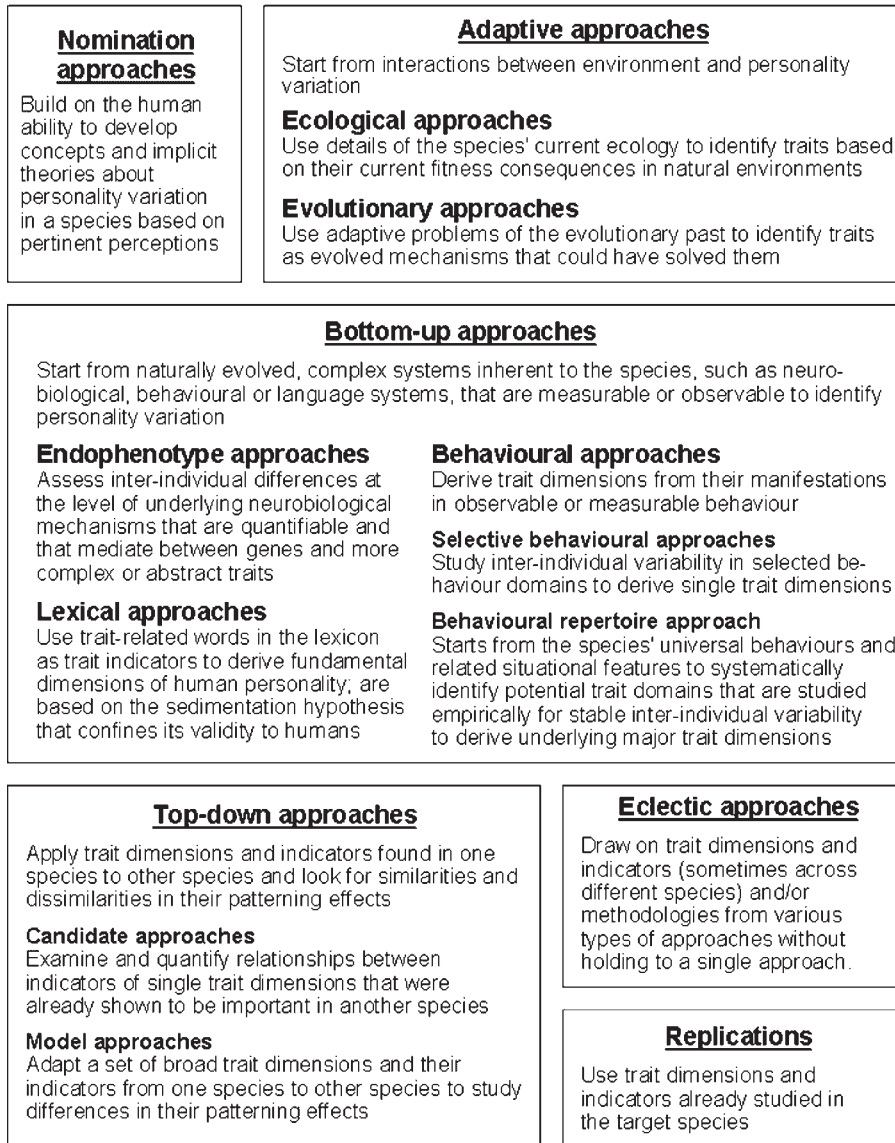 Nomination
approaches
Build on the human
ability to develop
concepts and implicit
theories about
personality variation
in a species based on
pertinent perceptions
Adaptive approaches
Start from interactions between environment and personality
variation
Ecological approaches
Use details of the species' current ecology to identify traits based
on their current fitness consequences in natural environments
Evolutionary approaches
Use adaptive problems of the evolutionary past to identify traits
as evolved mechanisms that could have solved them
Bottom-up approaches
Start from naturally evolved, complex systems inherent to the species, such as neuro-
biological, behavioural or language systems, that are measurable or observable to identify
personality variation
Endophenotype approaches
Assess inter-individual differences at
the level of underlying neurobiological
mechanisms that are quantifiable and
that mediate between genes and more
complex or abstract traits
Lexical approaches
Use trait-related words in the lexicon
as trait indicators to derive fundamental
dimensions of human personality; are
based on the sedimentation hypothesis
that confines its validity to humans
Behavioural approaches
Derive trait dimensions from their manifestations
in observable or measurable behaviour
Selective behavioural approaches
Study inter-individual variability in selected be-
haviour domains to derive single trait dimensions
Behavioural repertoire approach
Starts from the species' universal behaviours and
related situational features to systematically
identify potential trait domains that are studied
empirically for stable inter-individual variability
to derive underlying major trait dimensions
Top-down approaches
Apply trait dimensions and indicators found in one
species to other species and look for similarities and
dissimilarities in their patterning effects
Candidate approaches
Examine and quantify relationships between
indicators of single trait dimensions that were
already shown to be important in another species
Model approaches
Adapt a set of broad trait dimensions and their
indicators from one species to other species to study
differences in their patterning effects
Eclectic approaches
Draw on trait dimensions and
indicators (sometimes across
different species) and/or
methodologies from various
types of approaches without
holding to a single approach.
Replications
Use trait dimensions and
indicators already studied in
the target species